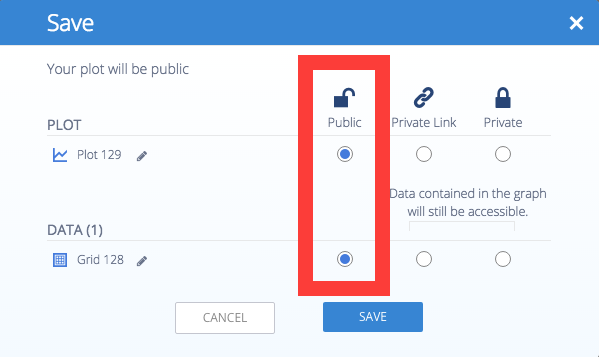 Save
Your plot will be public
PLOT
Public
Private Link
Private
Plot 129
Data contained in the graph
will still be accessible.
DATA (1)
Grid 128
CANCEL
SAVE